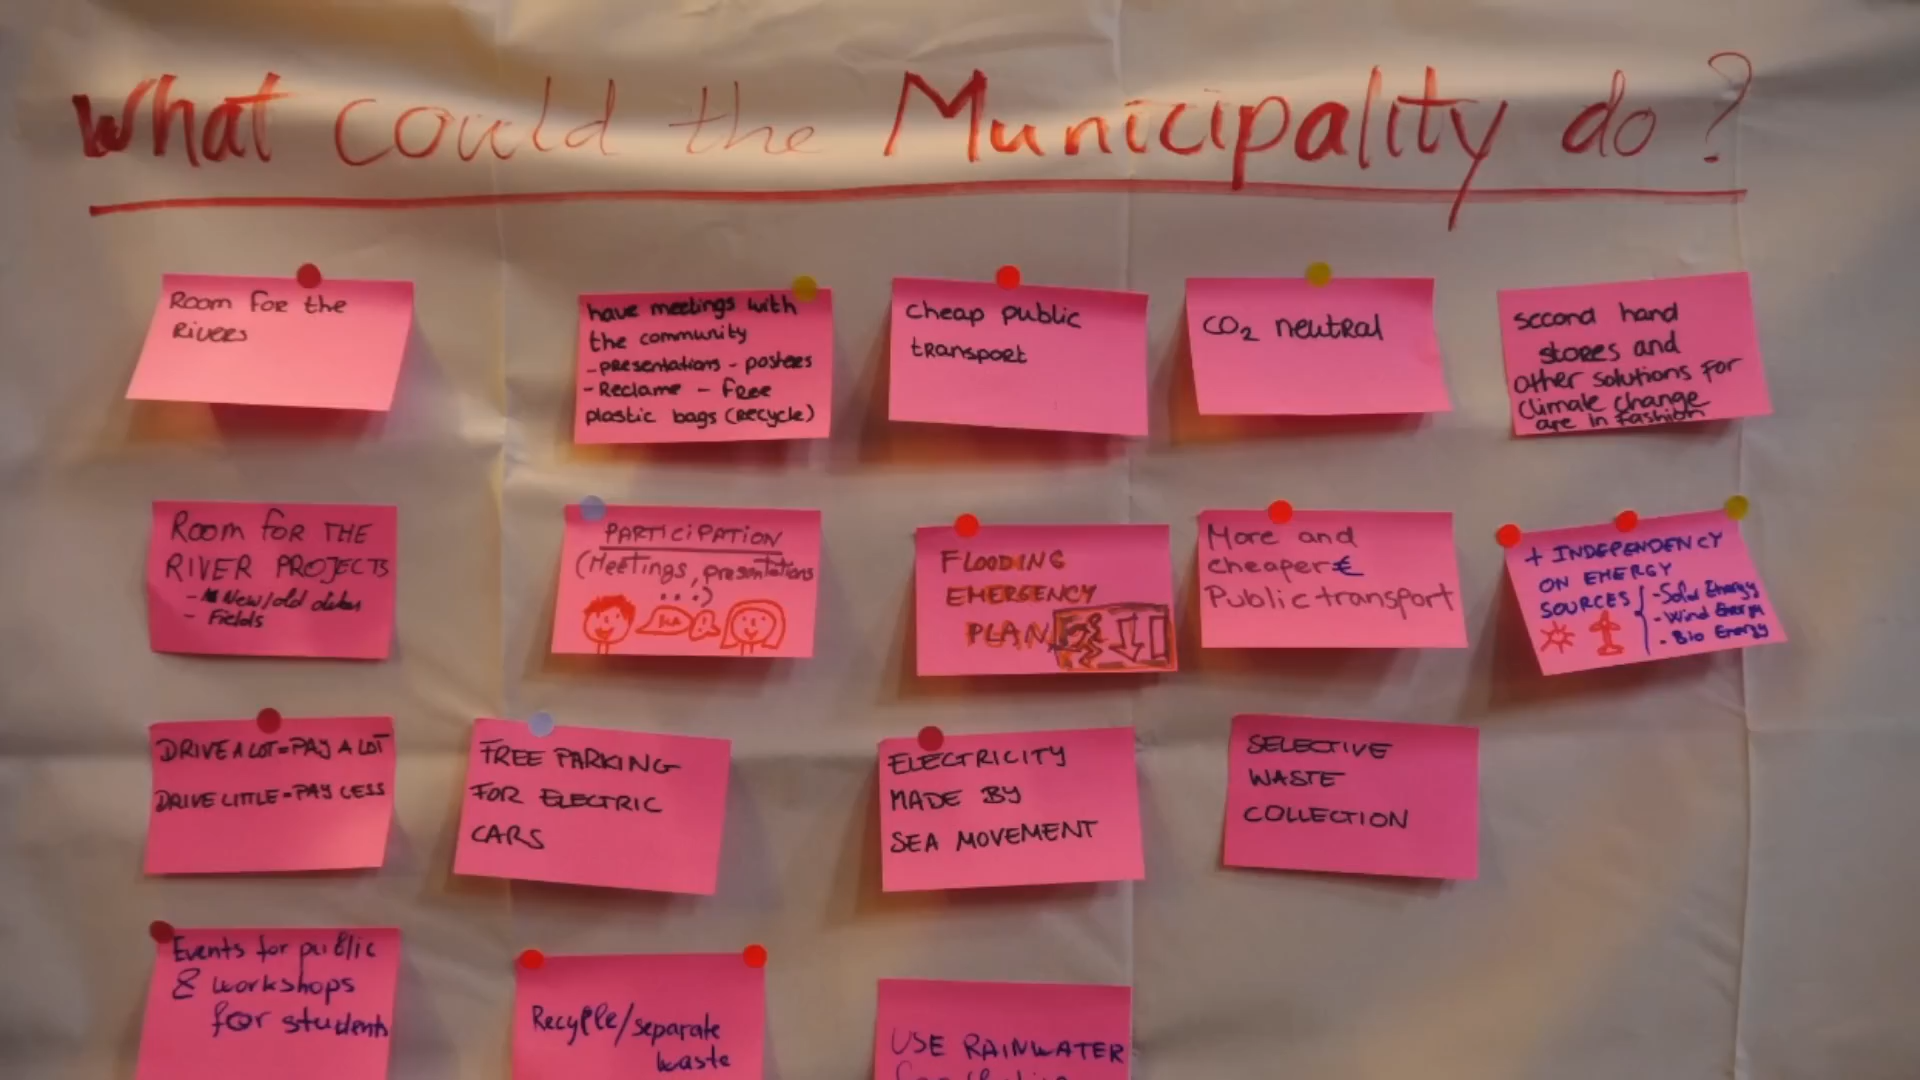 What could the Municipality do?
Room for the
Rivers
have meetings with
the community
- presentations - posters
- Reclame - free
plastic bags (recycle)
cheap public
transport
CO2 neutral
second hand
stores and
other solutions for
climate change
are in fashion
Room for THE
RIVER PROJECTS
- New/old dikes
- Fields
PARTICIPATION
(Meetings, presentations
...)
FLOODING
EMERGENCY
PLAN
More and
cheaper €
Public transport
+ INDEPENDENCY
ON ENERGY
SOURCES
- Solar Energy
- Wind Energy
- Bio Energy
DRIVE A LOT = PAY A LOT
DRIVE LITTLE = PAY LESS
FREE PARKING
FOR ELECTRIC
CARS
ELECTRICITY
MADE BY
SEA MOVEMENT
SELECTIVE
WASTE
COLLECTION
Events for public
& workshops
for students
Recycle/separate
waste
USE RAINWATER